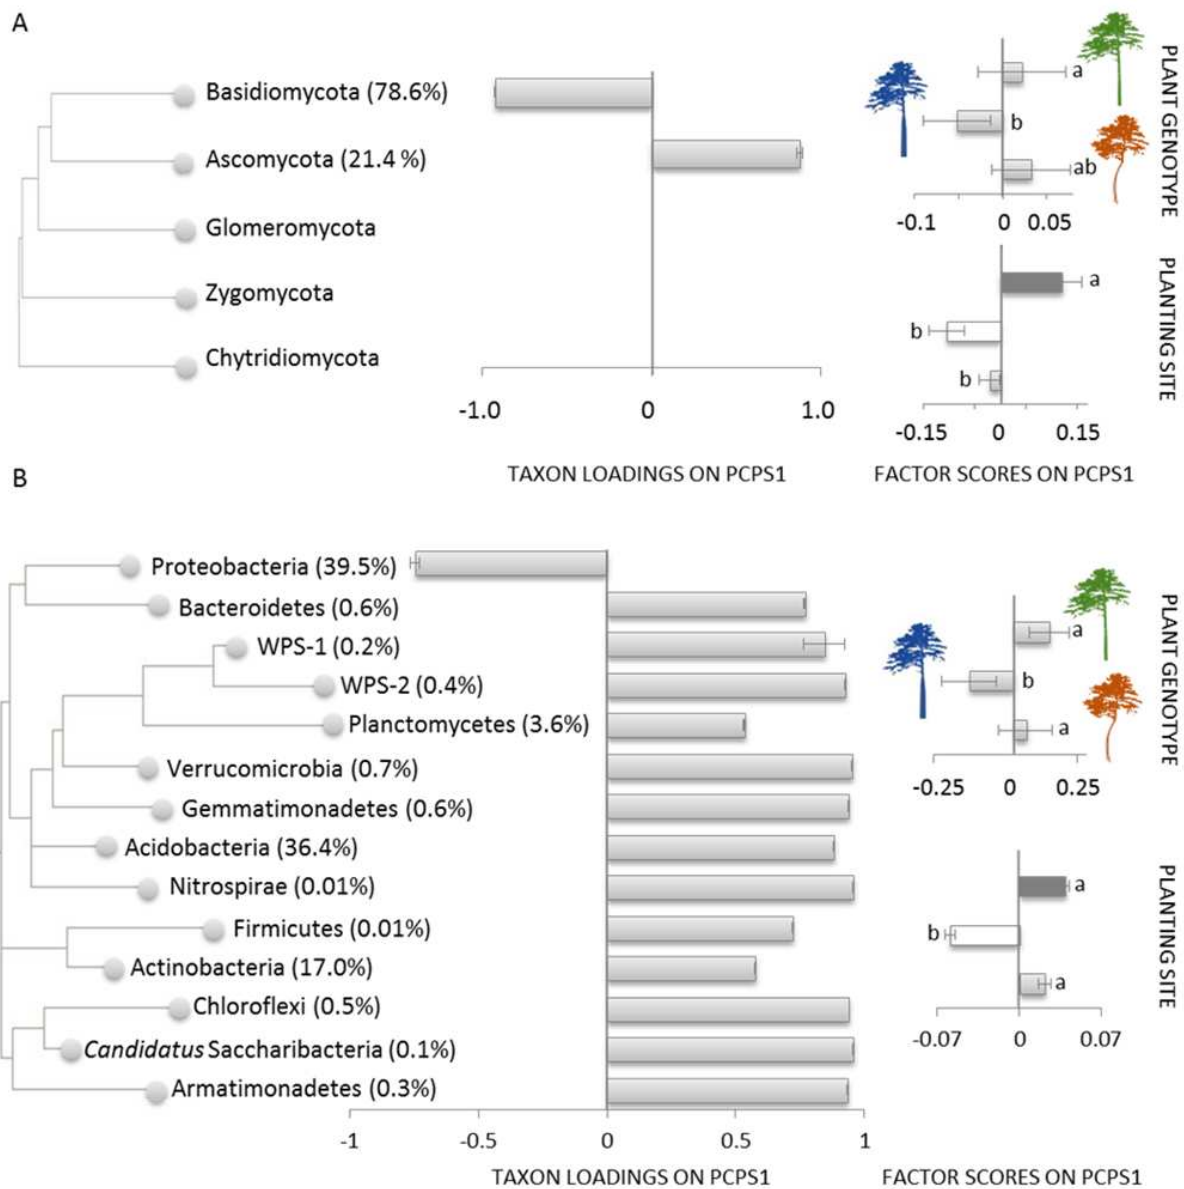 A
Basidiomycota (78.6%)
Ascomycota (21.4 %)
Glomeromycota
Zygomycota
Chytridiomycota
-1.0 0 1.0
TAXON LOADINGS ON PCPS1
a
b
ab
-0.1 0 0.05
PLANT GENOTYPE
a
b
b
-0.15 0 0.15
PLANTING SITE
FACTOR SCORES ON PCPS1
B
Proteobacteria (39.5%)
Bacteroidetes (0.6%)
WPS-1 (0.2%)
WPS-2 (0.4%)
Planctomycetes (3.6%)
Verrucomicrobia (0.7%)
Gemmatimonadetes (0.6%)
Acidobacteria (36.4%)
Nitrospirae (0.01%)
Firmicutes (0.01%)
Actinobacteria (17.0%)
Chloroflexi (0.5%)
Candidatus Saccharibacteria (0.1%)
Armatimonadetes (0.3%)
-1 -0.5 0 0.5 1
TAXON LOADINGS ON PCPS1
a
b
a
-0.25 0 0.25
PLANT GENOTYPE
a
b
a
-0.07 0 0.07
PLANTING SITE
FACTOR SCORES ON PCPS1